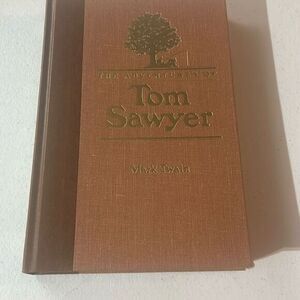 THE ADVENTURES OF
Tom
Sawyer
Mark Twain